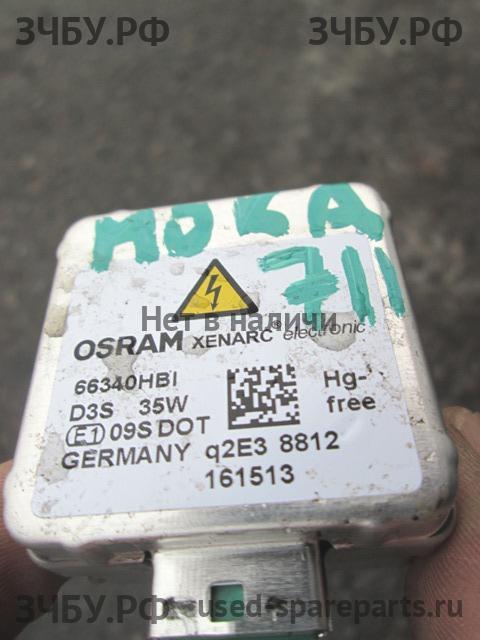 ЗЧБУ.РФ ЗЧБУ.РФ
МОКА
711
Нет в наличии
OSRAM XENARC® electronic
66340HBI
D3S 35W
Hg-free
E1 09S DOT
GERMANY q2E3 8812
161513
ЗЧБУ.РФ used-spareparts.ru